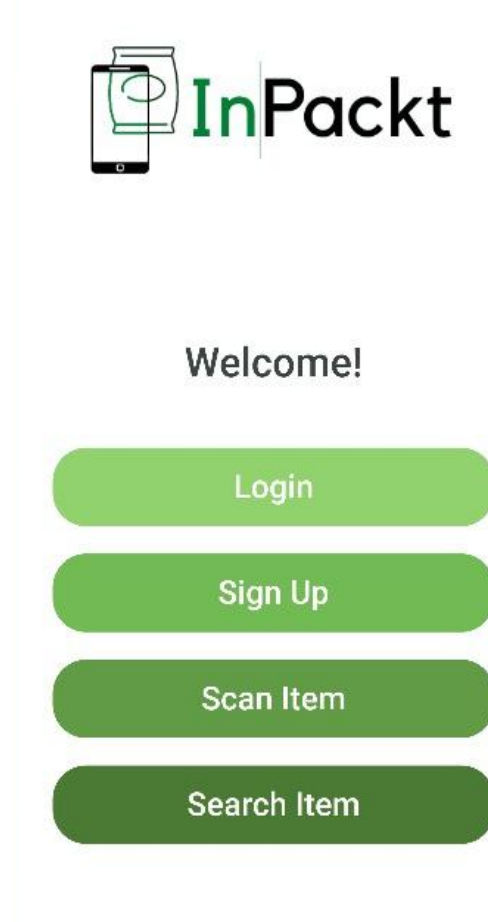 InPackt
Welcome!
Login
Sign Up
Scan Item
Search Item